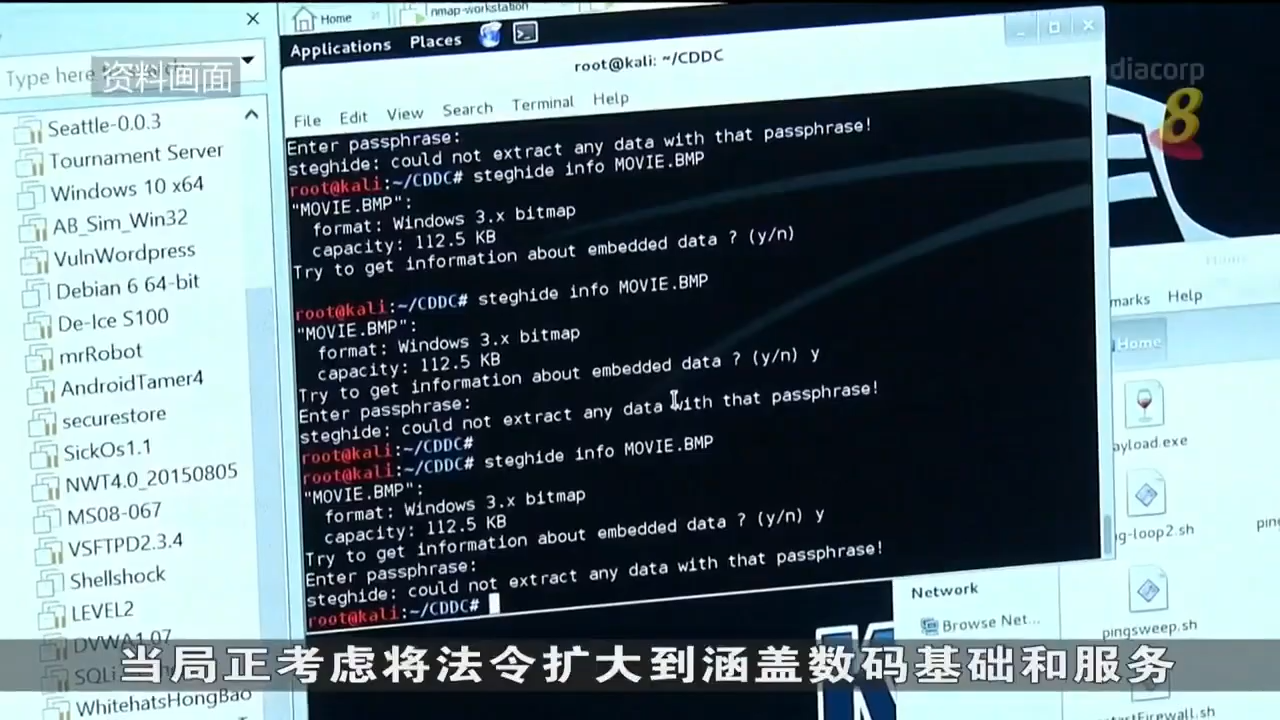 Home
nmap-workstation
Applications Places
Type here
资料画面
root@kali: ~/CDDC
diacorp
8
File Edit View Search Terminal Help
Seattle-0.0.3
Tournament Server
Windows 10 x64
AB_Sim_Win32
VulnWordpress
Debian 6 64-bit
De-Ice S100
mrRobot
AndroidTamer4
securestore
SickOs1.1
NWT4.0_20150805
MS08-067
VSFTPD2.3.4
Shellshock
LEVEL2
DVWA1.07
SQLi
WhitehatsHongBao
Enter passphrase:
steghide: could not extract any data with that passphrase!
root@kali:~/CDDC# steghide info MOVIE.BMP
"MOVIE.BMP":
format: Windows 3.x bitmap
capacity: 112.5 KB
Try to get information about embedded data ? (y/n)
root@kali:~/CDDC# steghide info MOVIE.BMP
"MOVIE.BMP":
format: Windows 3.x bitmap
capacity: 112.5 KB
Try to get information about embedded data ? (y/n) y
Enter passphrase:
steghide: could not extract any data with that passphrase!
root@kali:~/CDDC#
root@kali:~/CDDC# steghide info MOVIE.BMP
"MOVIE.BMP":
format: Windows 3.x bitmap
capacity: 112.5 KB
Try to get information about embedded data ? (y/n) y
Enter passphrase:
steghide: could not extract any data with that passphrase!
root@kali:~/CDDC#
marks Help
Home
ayload.exe
ng-loop2.sh
pin
pingsweep.sh
Network
Browse Net...
startFirewall.sh
当局正考虑将法令扩大到涵盖数码基础和服务